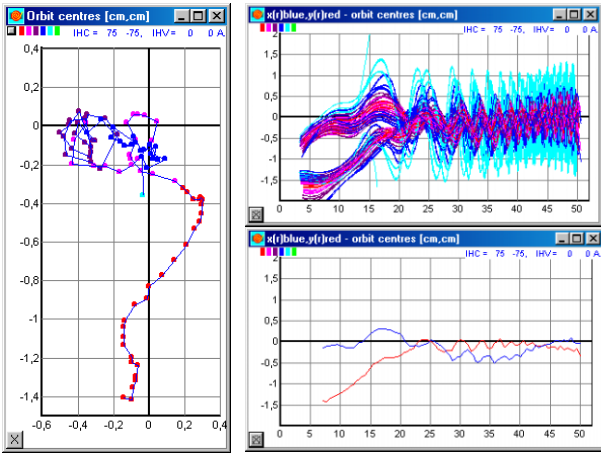 Orbit centres [cm,cm]
IHC = 75 -75, IHV= 0 0 A.
0,4
0,2
0
-0,2
-0,4
-0,6
-0,8
-1
-1,2
-1,4
-0,6 -0,4 -0,2 0 0,2 0,4
x(r)blue,y(r)red - orbit centres [cm,cm]
IHC = 75 -75, IHV= 0 0 A.
2
1,5
1
0,5
0
-0,5
-1
-1,5
0 5 10 15 20 25 30 35 40 45 50
x(r)blue,y(r)red - orbit centres [cm,cm]
IHC = 75 -75, IHV= 0 0 A.
2
1,5
1
0,5
0
-0,5
-1
-1,5
0 5 10 15 20 25 30 35 40 45 50